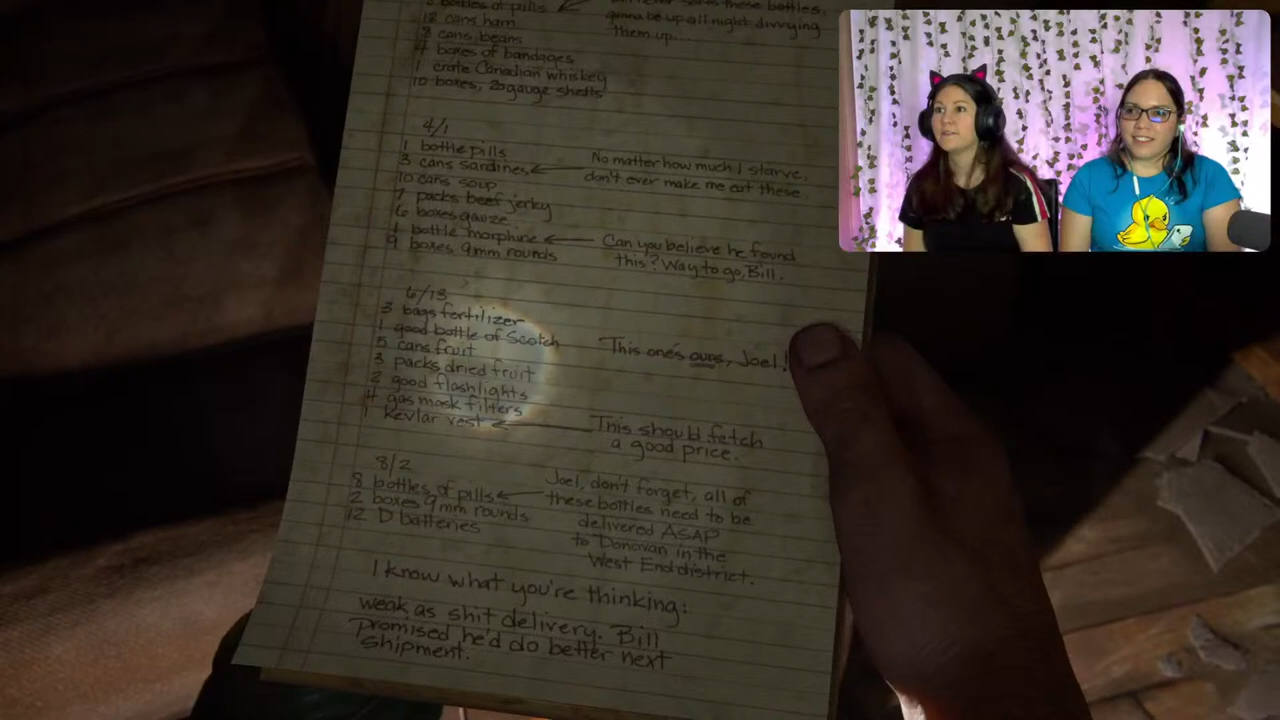 bottles of pills
these bottles,
gonna be up all night divvying
them up...
12 cans ham
8 cans beans
4 boxes of bandages
1 crate Canadian whiskey
10 boxes, 20 gauge shells
4/1
1 bottle pills
3 cans sardines
No matter how much I starve,
don't ever make me eat these.
10 cans soup
7 packs beef jerky
6 boxes gauze
1 bottle morphine
Can you believe he found
this? Way to go, Bill.
9 boxes 9mm rounds
6/13
3 bags fertilizer
1 good bottle of Scotch
This one's ours, Joel!
5 cans fruit
3 packs dried fruit
2 good flashlights
4 gas mask filters
1 Kevlar vest
This should fetch
a good price.
8/2
8 bottles of pills
Joel, don't forget, all of
these bottles need to be
delivered ASAP
to Donovan in the
West End district.
2 boxes 9mm rounds
12 D batteries
I know what you're thinking:
weak as shit delivery. Bill
promised he'd do better next
shipment.